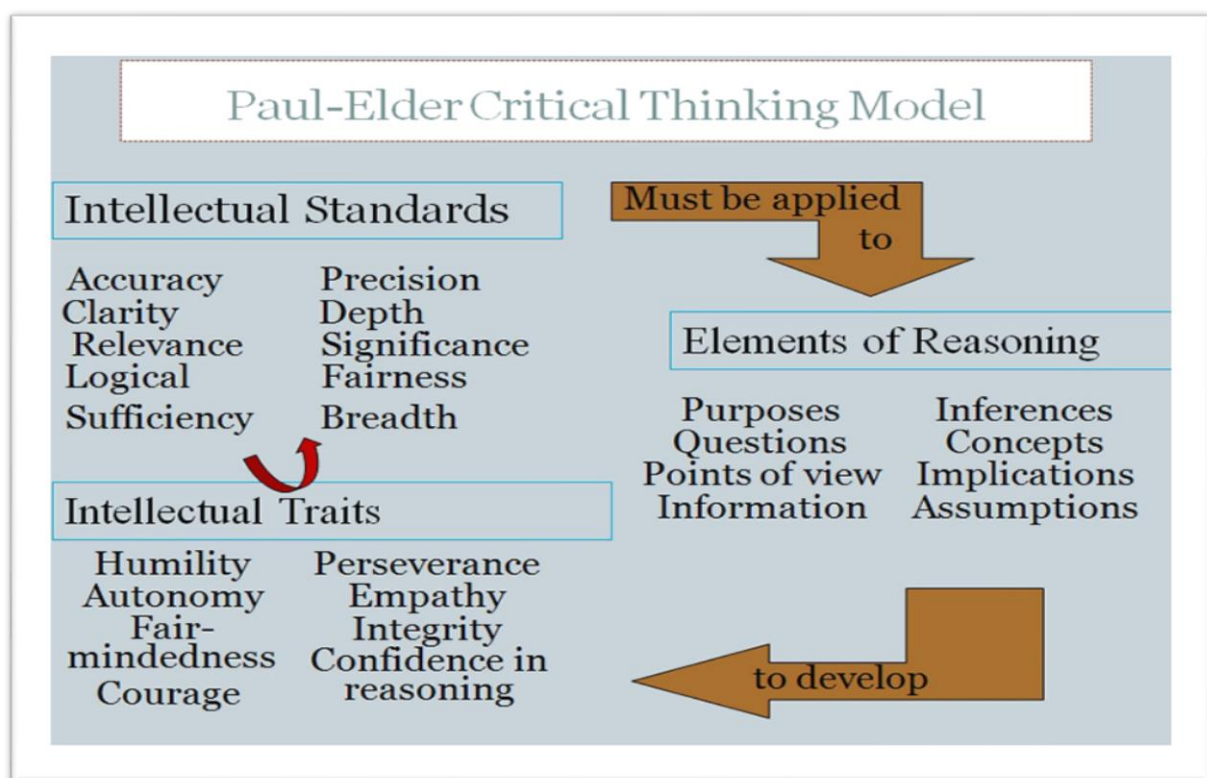 Paul-Elder Critical Thinking Model
Intellectual Standards
Accuracy
Clarity
Relevance
Logical
Sufficiency
Precision
Depth
Significance
Fairness
Breadth
Must be applied
to
Elements of Reasoning
Purposes
Questions
Points of view
Information
Inferences
Concepts
Implications
Assumptions
to develop
Intellectual Traits
Humility
Autonomy
Fair-
mindedness
Courage
Perseverance
Empathy
Integrity
Confidence in
reasoning